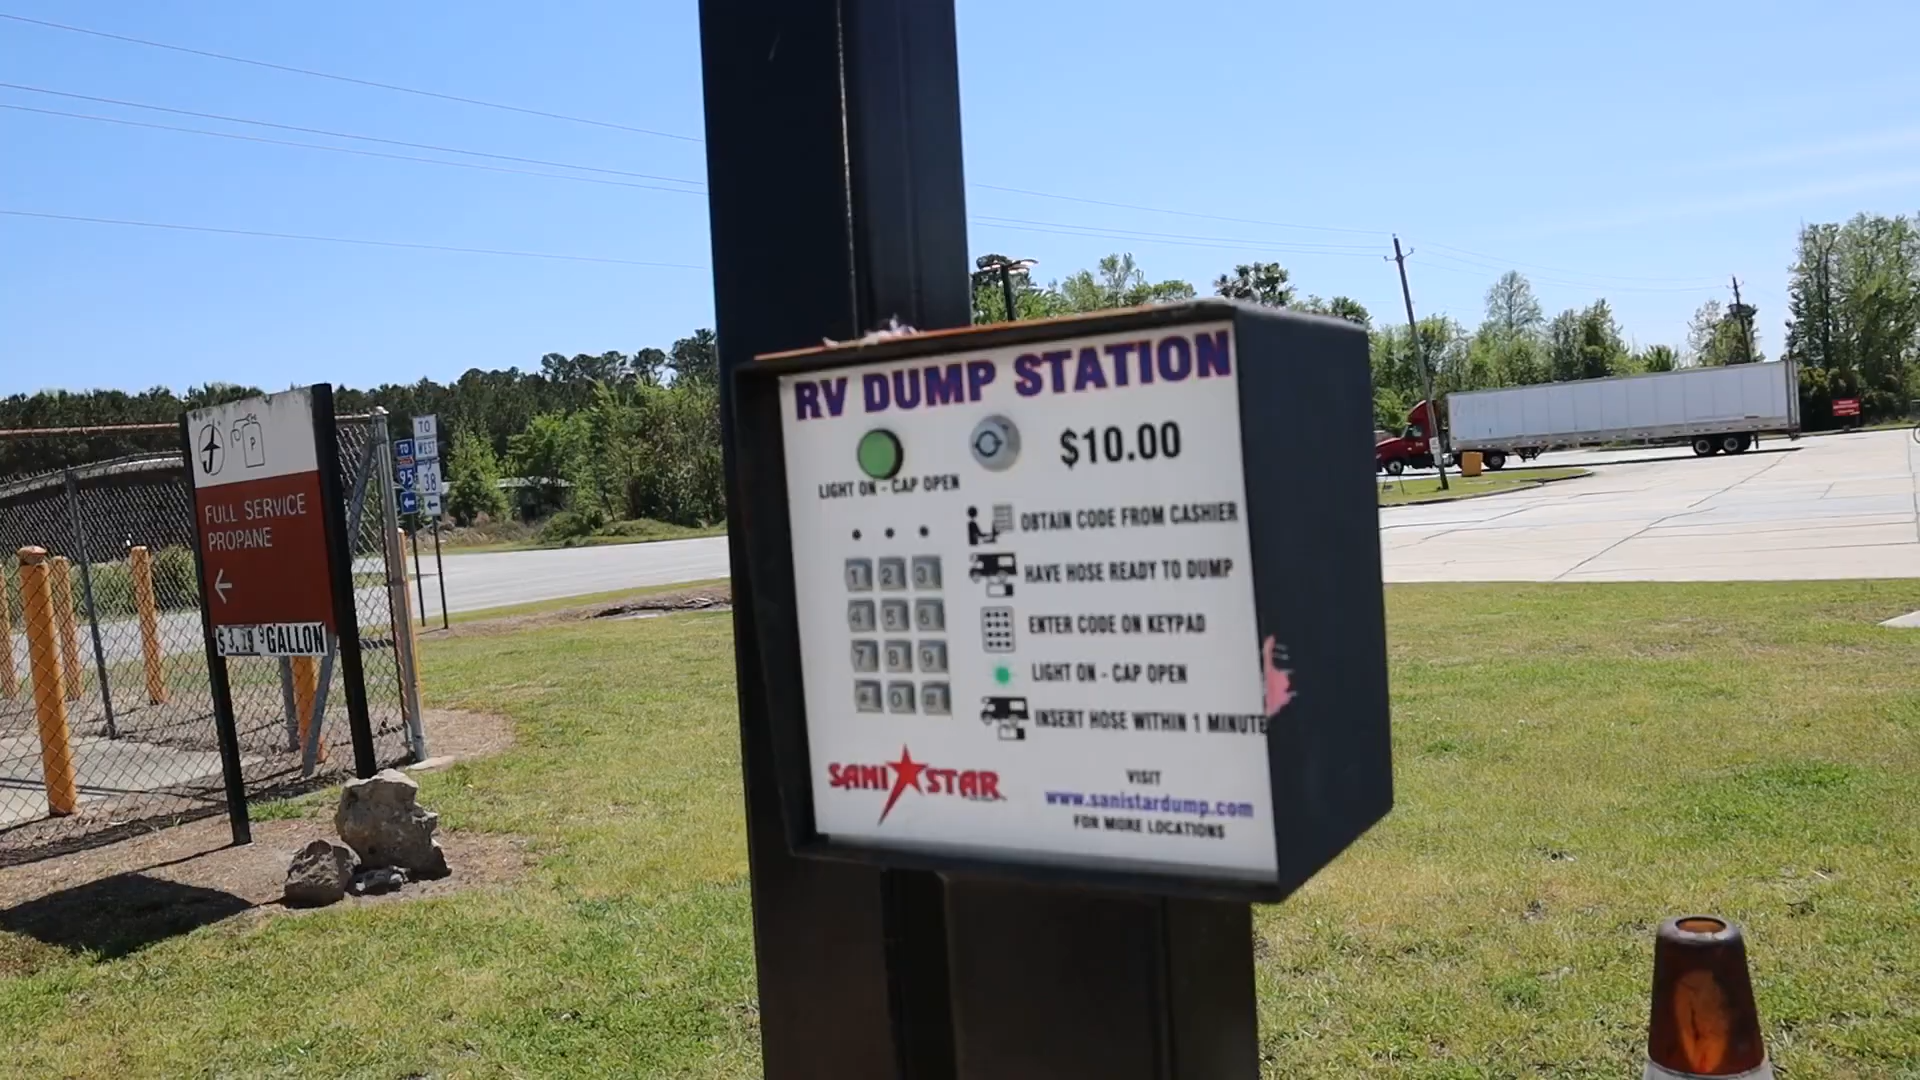 RV DUMP STATION
$10.00
LIGHT ON - CAP OPEN
OBTAIN CODE FROM CASHIER
HAVE HOSE READY TO DUMP
ENTER CODE ON KEYPAD
LIGHT ON - CAP OPEN
INSERT HOSE WITHIN 1 MINUTE
1 2 3
4 5 6
7 8 9
* 0 #
SANI STAR
VISIT
www.sanistardump.com
FOR MORE LOCATIONS
P
FULL SERVICE
PROPANE
←
$3.19 9 GALLON
TO
95
←
TO
WEST
38
←